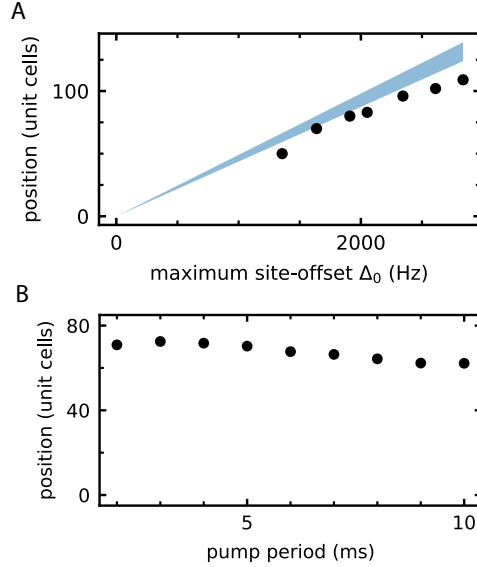 A
position (unit cells)
100
0
0
2000
maximum site-offset Δ₀ (Hz)
B
position (unit cells)
80
40
0
5
10
pump period (ms)